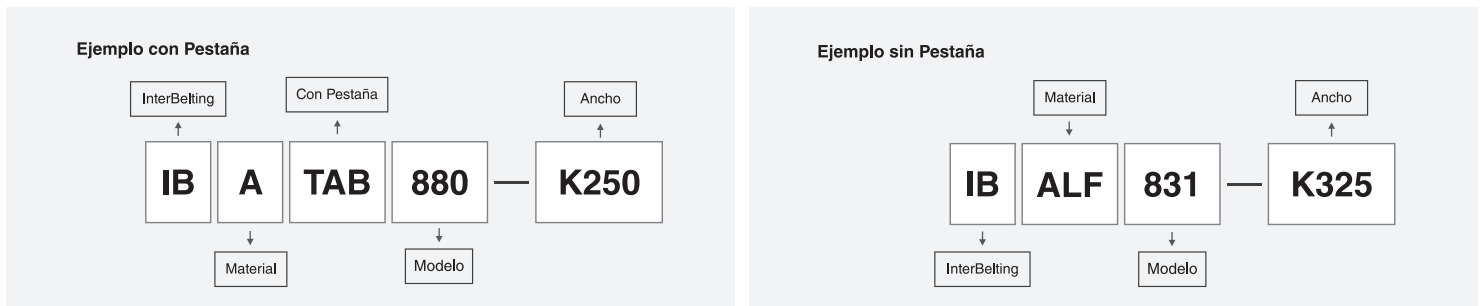 Ejemplo con Pestaña
InterBelting
Con Pestaña
Ancho
IB A TAB 880 — K250
Material
Modelo
Ejemplo sin Pestaña
Material
Ancho
IB ALF 831 — K325
InterBelting
Modelo